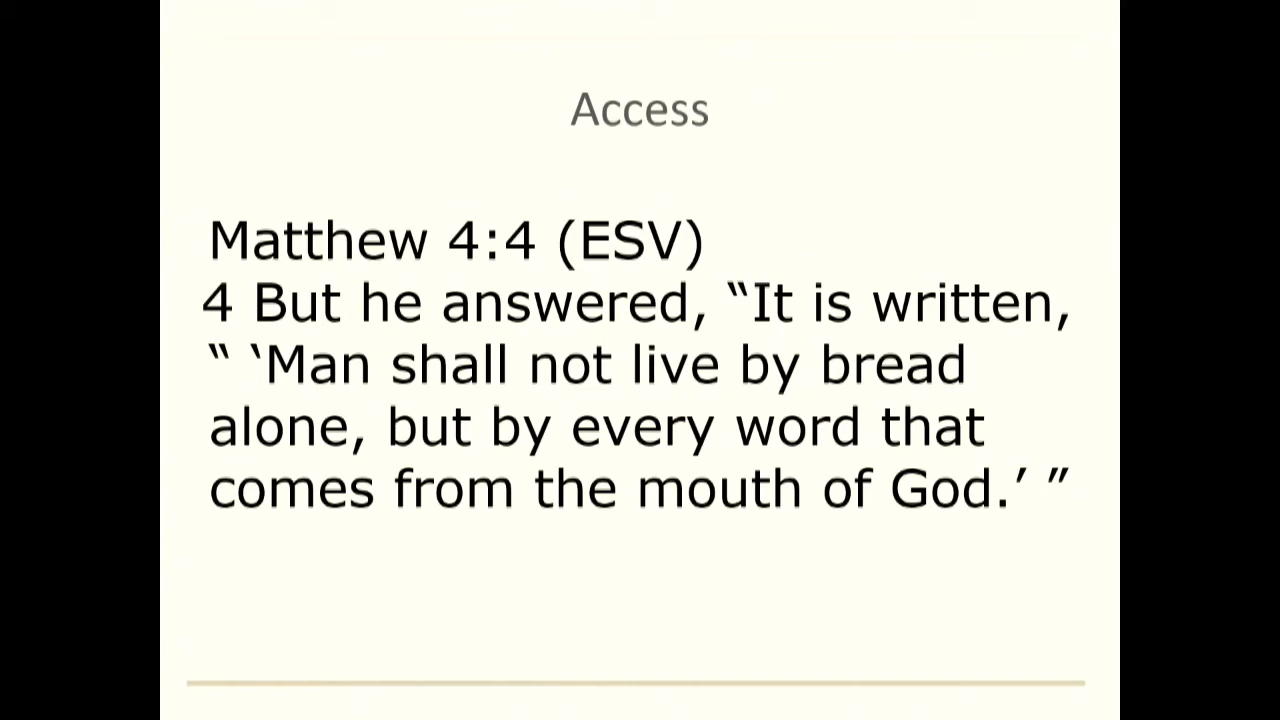 Access
Matthew 4:4 (ESV)
4 But he answered, “It is written,
“ ‘Man shall not live by bread
alone, but by every word that
comes from the mouth of God.’ ”